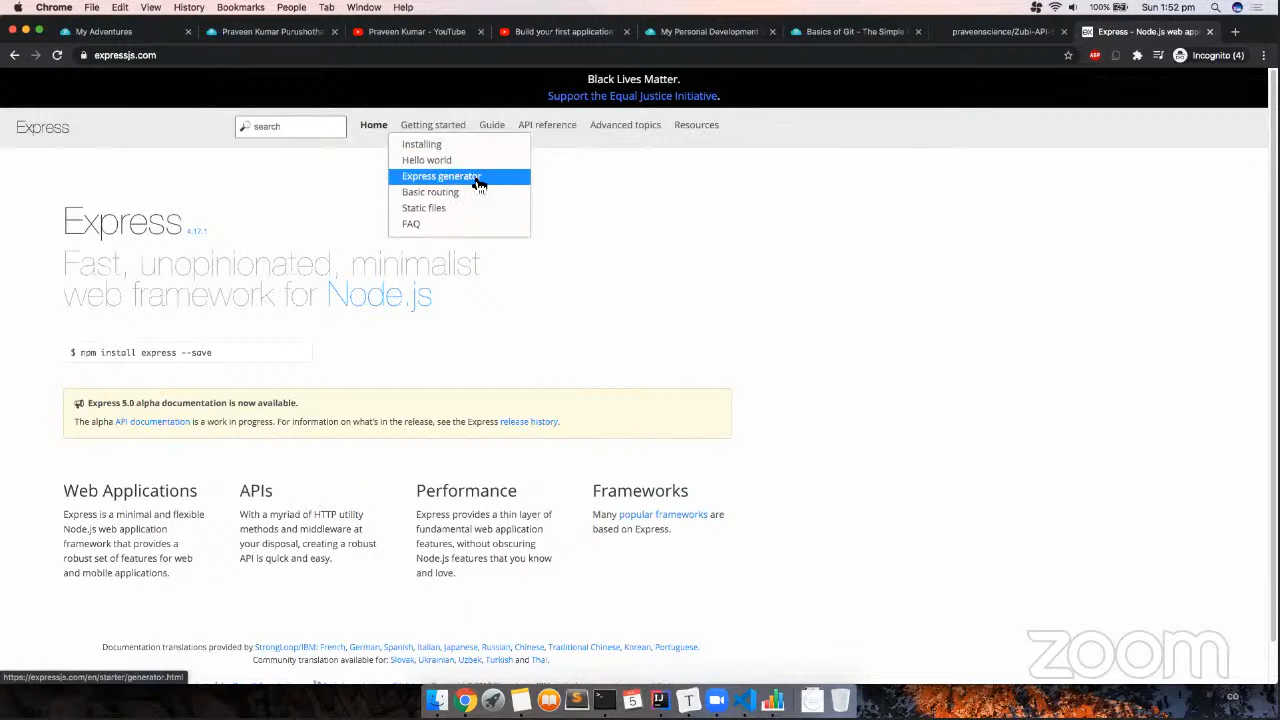 Chrome File Edit View History Bookmarks People Tab Window Help 100% Sun 1:52 pm
My Adventures
Praveen Kumar Purushotha
Praveen Kumar - YouTube
Build your first application
My Personal Development
Basics of Git - The Simple
praveenscience/Zubi-API-S
Express - Node.js web appl
expressjs.com
ABP
Incognito (4)
Black Lives Matter.
Support the Equal Justice Initiative.
Express
search
Home Getting started Guide API reference Advanced topics Resources
Installing
Hello world
Express generator
Basic routing
Static files
FAQ
Express 4.17.1
Fast, unopinionated, minimalist
web framework for Node.js
$ npm install express --save
Express 5.0 alpha documentation is now available.
The alpha API documentation is a work in progress. For information on what's in the release, see the Express release history.
Web Applications
Express is a minimal and flexible
Node.js web application
framework that provides a
robust set of features for web
and mobile applications.
APIs
With a myriad of HTTP utility
methods and middleware at
your disposal, creating a robust
API is quick and easy.
Performance
Express provides a thin layer of
fundamental web application
features, without obscuring
Node.js features that you know
and love.
Frameworks
Many popular frameworks are
based on Express.
Documentation translations provided by StrongLoop/IBM: French, German, Spanish, Italian, Japanese, Russian, Chinese, Traditional Chinese, Korean, Portuguese.
Community translation available for: Slovak, Ukrainian, Uzbek, Turkish and Thai.
https://expressjs.com/en/starter/generator.html
zoom